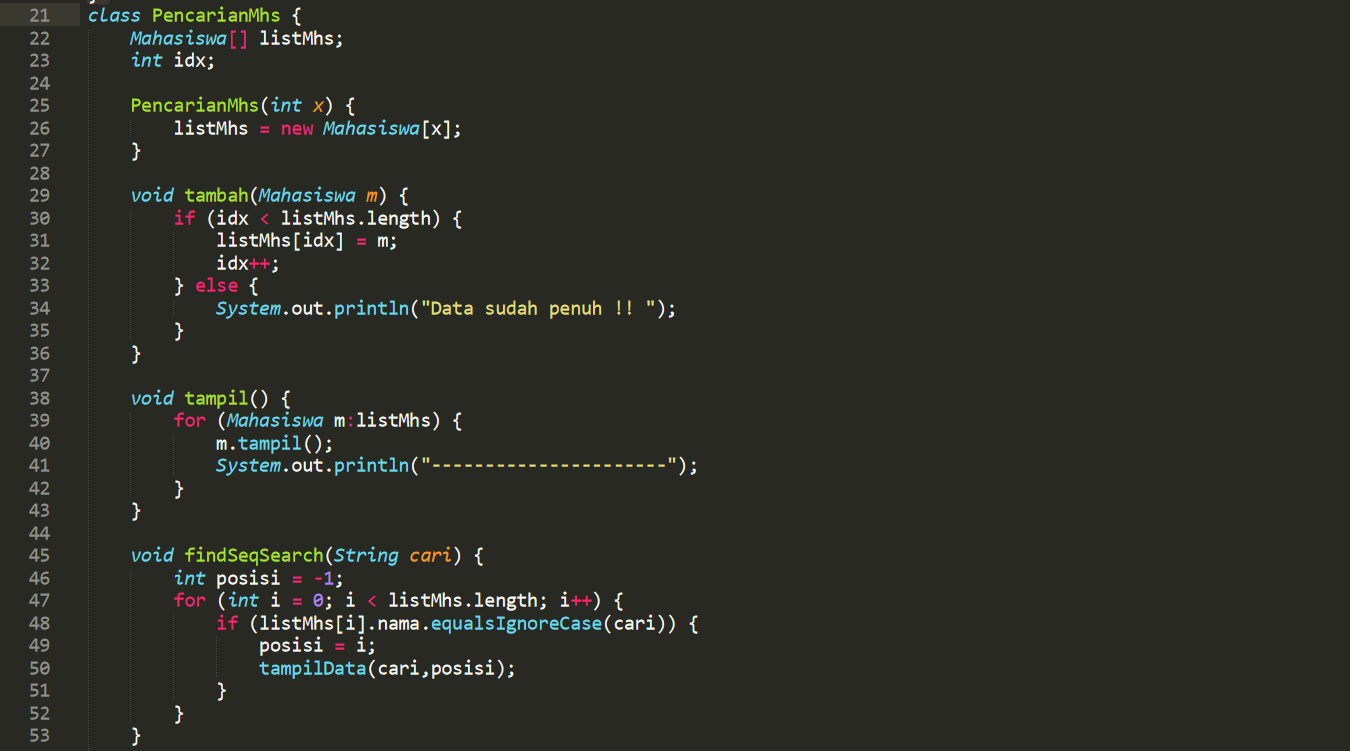 21 class PencarianMhs {
22     Mahasiswa[] listMhs;
23     int idx;
24
25     PencarianMhs(int x) {
26         listMhs = new Mahasiswa[x];
27     }
28
29     void tambah(Mahasiswa m) {
30         if (idx < listMhs.length) {
31             listMhs[idx] = m;
32             idx++;
33         } else {
34             System.out.println("Data sudah penuh !! ");
35         }
36     }
37
38     void tampil() {
39         for (Mahasiswa m:listMhs) {
40             m.tampil();
41             System.out.println("----------------------");
42         }
43     }
44
45     void findSeqSearch(String cari) {
46         int posisi = -1;
47         for (int i = 0; i < listMhs.length; i++) {
48             if (listMhs[i].nama.equalsIgnoreCase(cari)) {
49                 posisi = i;
50                 tampilData(cari,posisi);
51             }
52         }
53     }